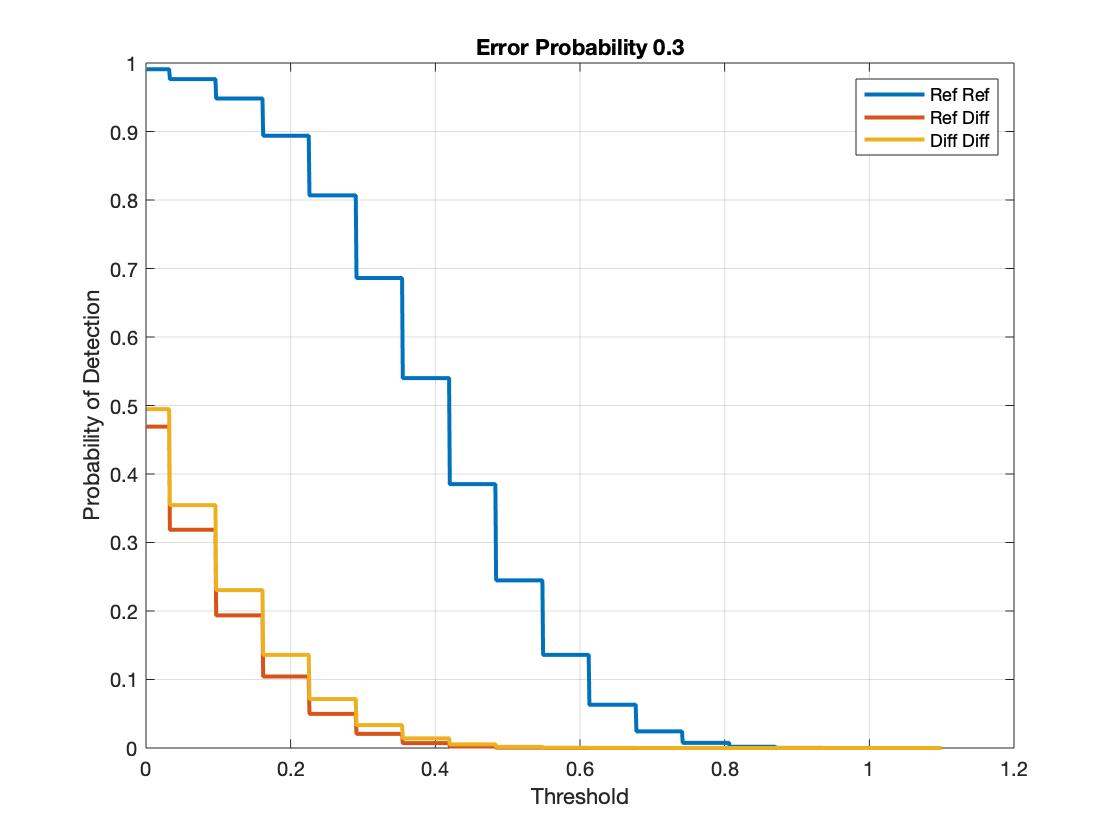 Error Probability 0.3
Ref Ref
Ref Diff
Diff Diff
Probability of Detection
1
0.9
0.8
0.7
0.6
0.5
0.4
0.3
0.2
0.1
0
0 0.2 0.4 0.6 0.8 1 1.2
Threshold